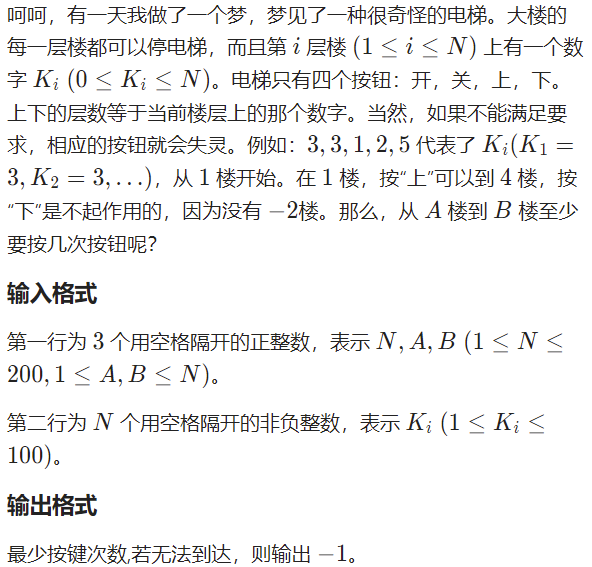 呵呵，有一天我做了一个梦，梦见了一种很奇怪的电梯。大楼的
每一层楼都可以停电梯，而且第 i 层楼 (1 ≤ i ≤ N) 上有一个数
字 K_i (0 ≤ K_i ≤ N)。电梯只有四个按钮：开，关，上，下。
上下的层数等于当前楼层上的那个数字。当然，如果不能满足要
求，相应的按钮就会失灵。例如：3, 3, 1, 2, 5 代表了 K_i(K_1 =
3, K_2 = 3, …)，从 1 楼开始。在 1 楼，按“上”可以到 4 楼，按
“下”是不起作用的，因为没有 −2楼。那么，从 A 楼到 B 楼至少
要按几次按钮呢？
输入格式
第一行为 3 个用空格隔开的正整数，表示 N, A, B (1 ≤ N ≤
200, 1 ≤ A, B ≤ N)。
第二行为 N 个用空格隔开的非负整数，表示 K_i (1 ≤ K_i ≤
100)。
输出格式
最少按键次数,若无法到达，则输出 −1。